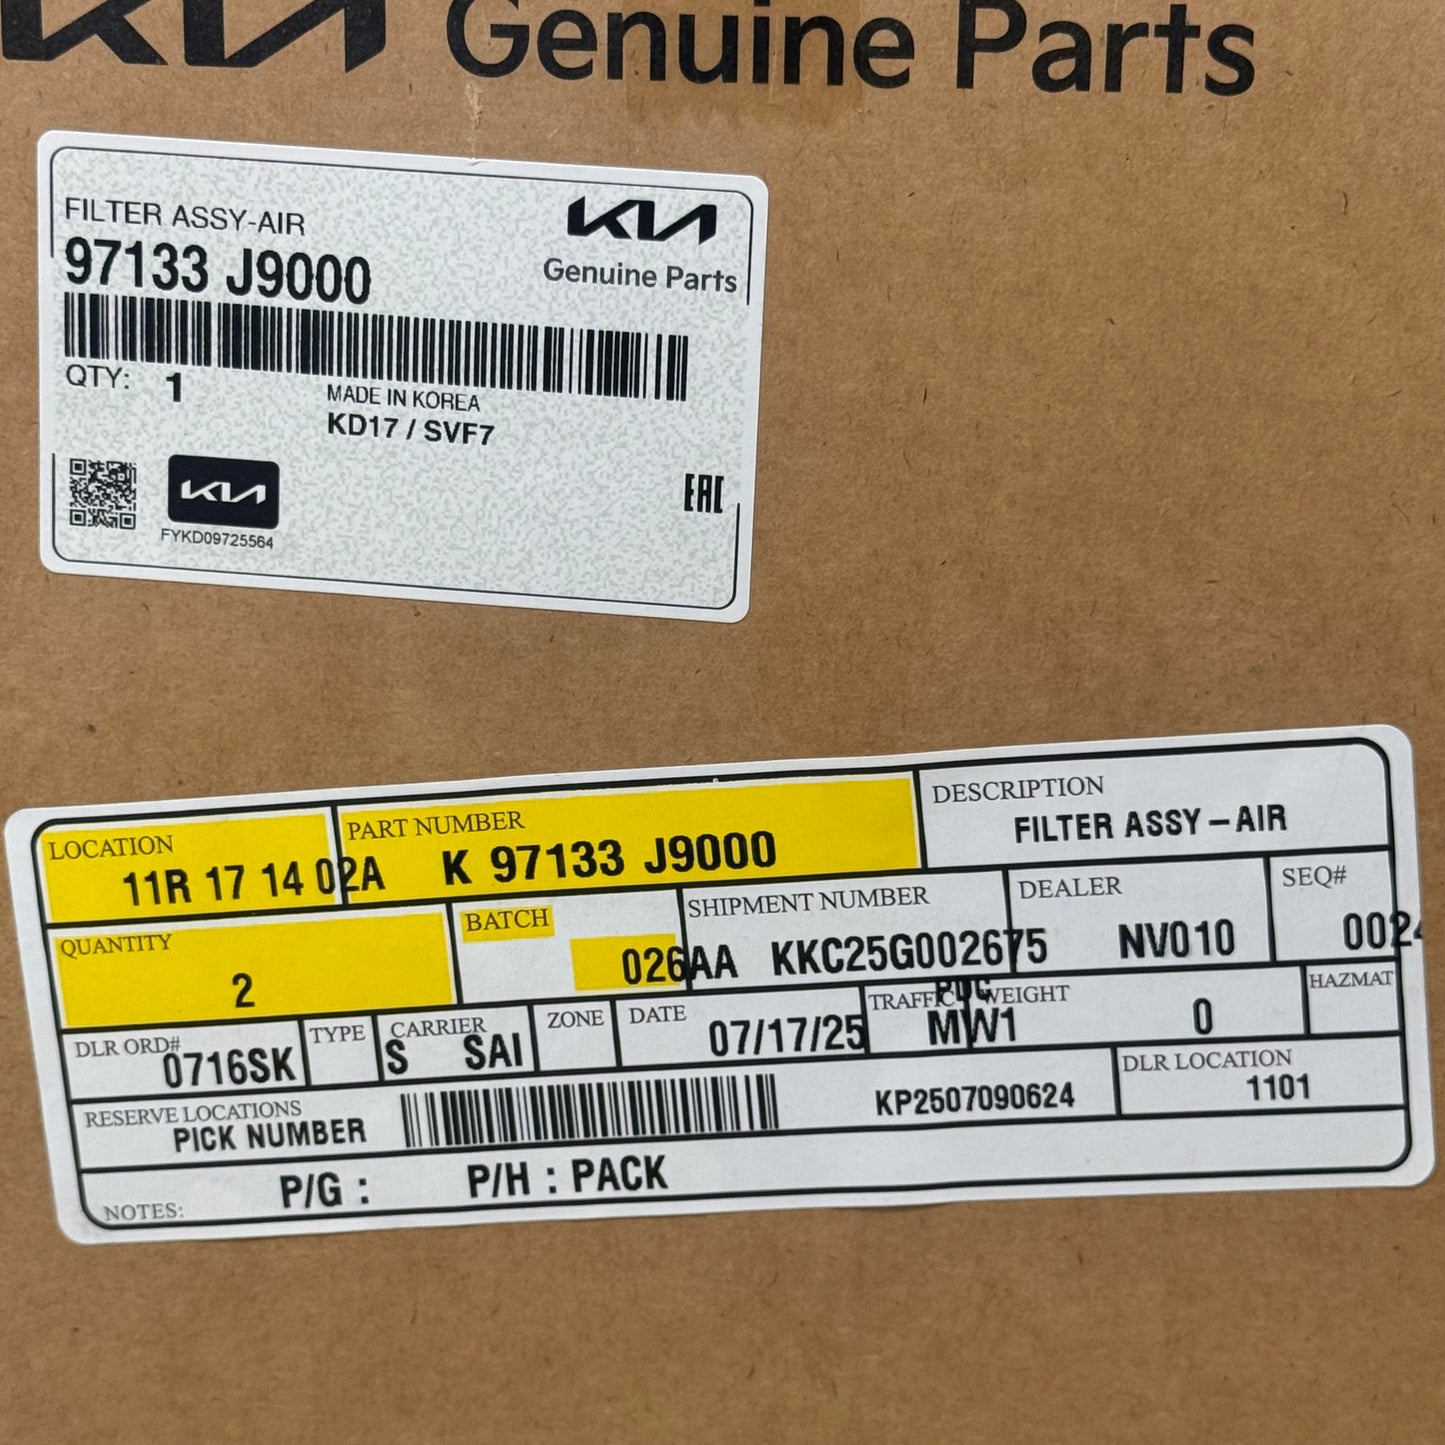 KIA Genuine Parts
FILTER ASSY-AIR
97133 J9000
KIA
Genuine Parts
QTY: 1
MADE IN KOREA
KD17 / SVF7
KIA
FYKD09725564
EAC
LOCATION
11R 17 14 02A
PART NUMBER
K 97133 J9000
DESCRIPTION
FILTER ASSY-AIR
QUANTITY
2
BATCH
026AA
SHIPMENT NUMBER
KKC25G002675
DEALER
NV010
SEQ#
DLR ORD#
0716SK
TYPE
CARRIER
S SAI
ZONE
DATE
07/17/25
TRAFFIC
PDC
MW1
WEIGHT
0
HAZMAT
RESERVE LOCATIONS
PICK NUMBER
KP2507090624
DLR LOCATION
1101
NOTES:
P/G : P/H : PACK